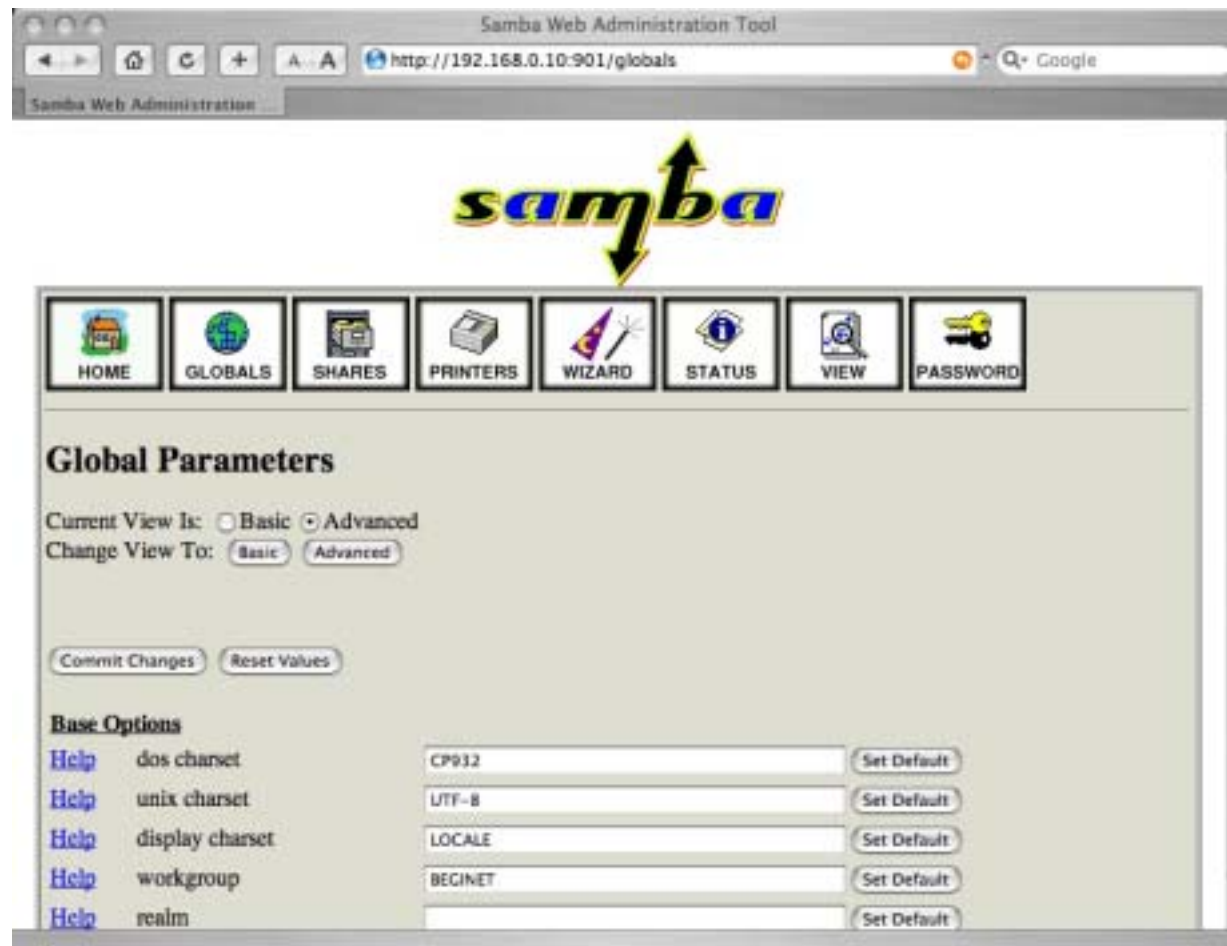 Samba Web Administration Tool
A A http://192.168.0.10:901/globals Google
Samba Web Administration ...
samba
HOME GLOBALS SHARES PRINTERS WIZARD STATUS VIEW PASSWORD
Global Parameters
Current View Is: Basic Advanced
Change View To: Basic Advanced
Commit Changes Reset Values
Base Options
Help dos charset CP932 Set Default
Help unix charset UTF-8 Set Default
Help display charset LOCALE Set Default
Help workgroup BEGINET Set Default
Help realm Set Default